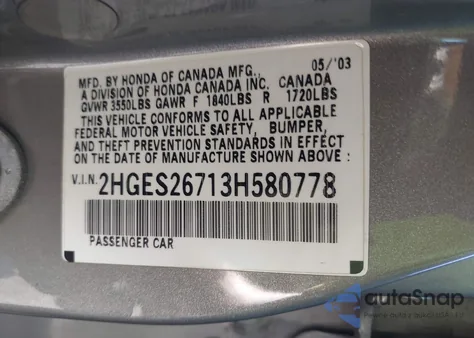 MFD. BY HONDA OF CANADA MFG., 05/'03
A DIVISION OF HONDA CANADA INC. CANADA
GVWR 3550LBS GAWR F 1840LBS R 1720LBS
THIS VEHICLE CONFORMS TO ALL APPLICABLE
FEDERAL MOTOR VEHICLE SAFETY, BUMPER,
AND THEFT PREVENTION STANDARDS IN EFFECT
ON THE DATE OF MANUFACTURE SHOWN ABOVE :
V.I.N. 2HGES26713H580778
PASSENGER CAR
autoSnap